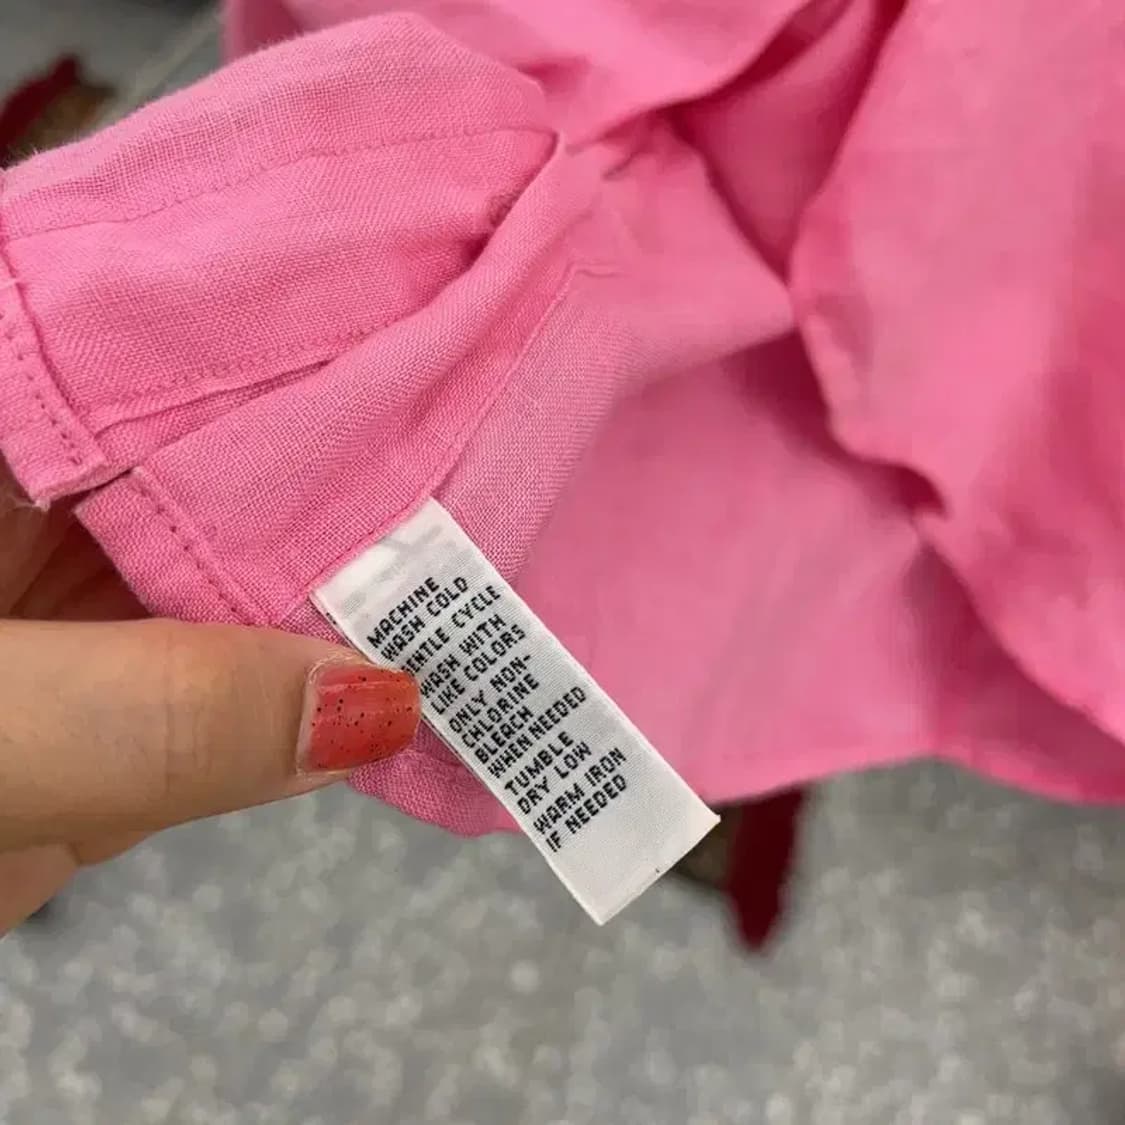 MACHINE
WASH COLD
GENTLE CYCLE
WASH WITH
LIKE COLORS
ONLY NON-
CHLORINE
BLEACH
WHEN NEEDED
TUMBLE
DRY LOW
WARM IRON
IF NEEDED